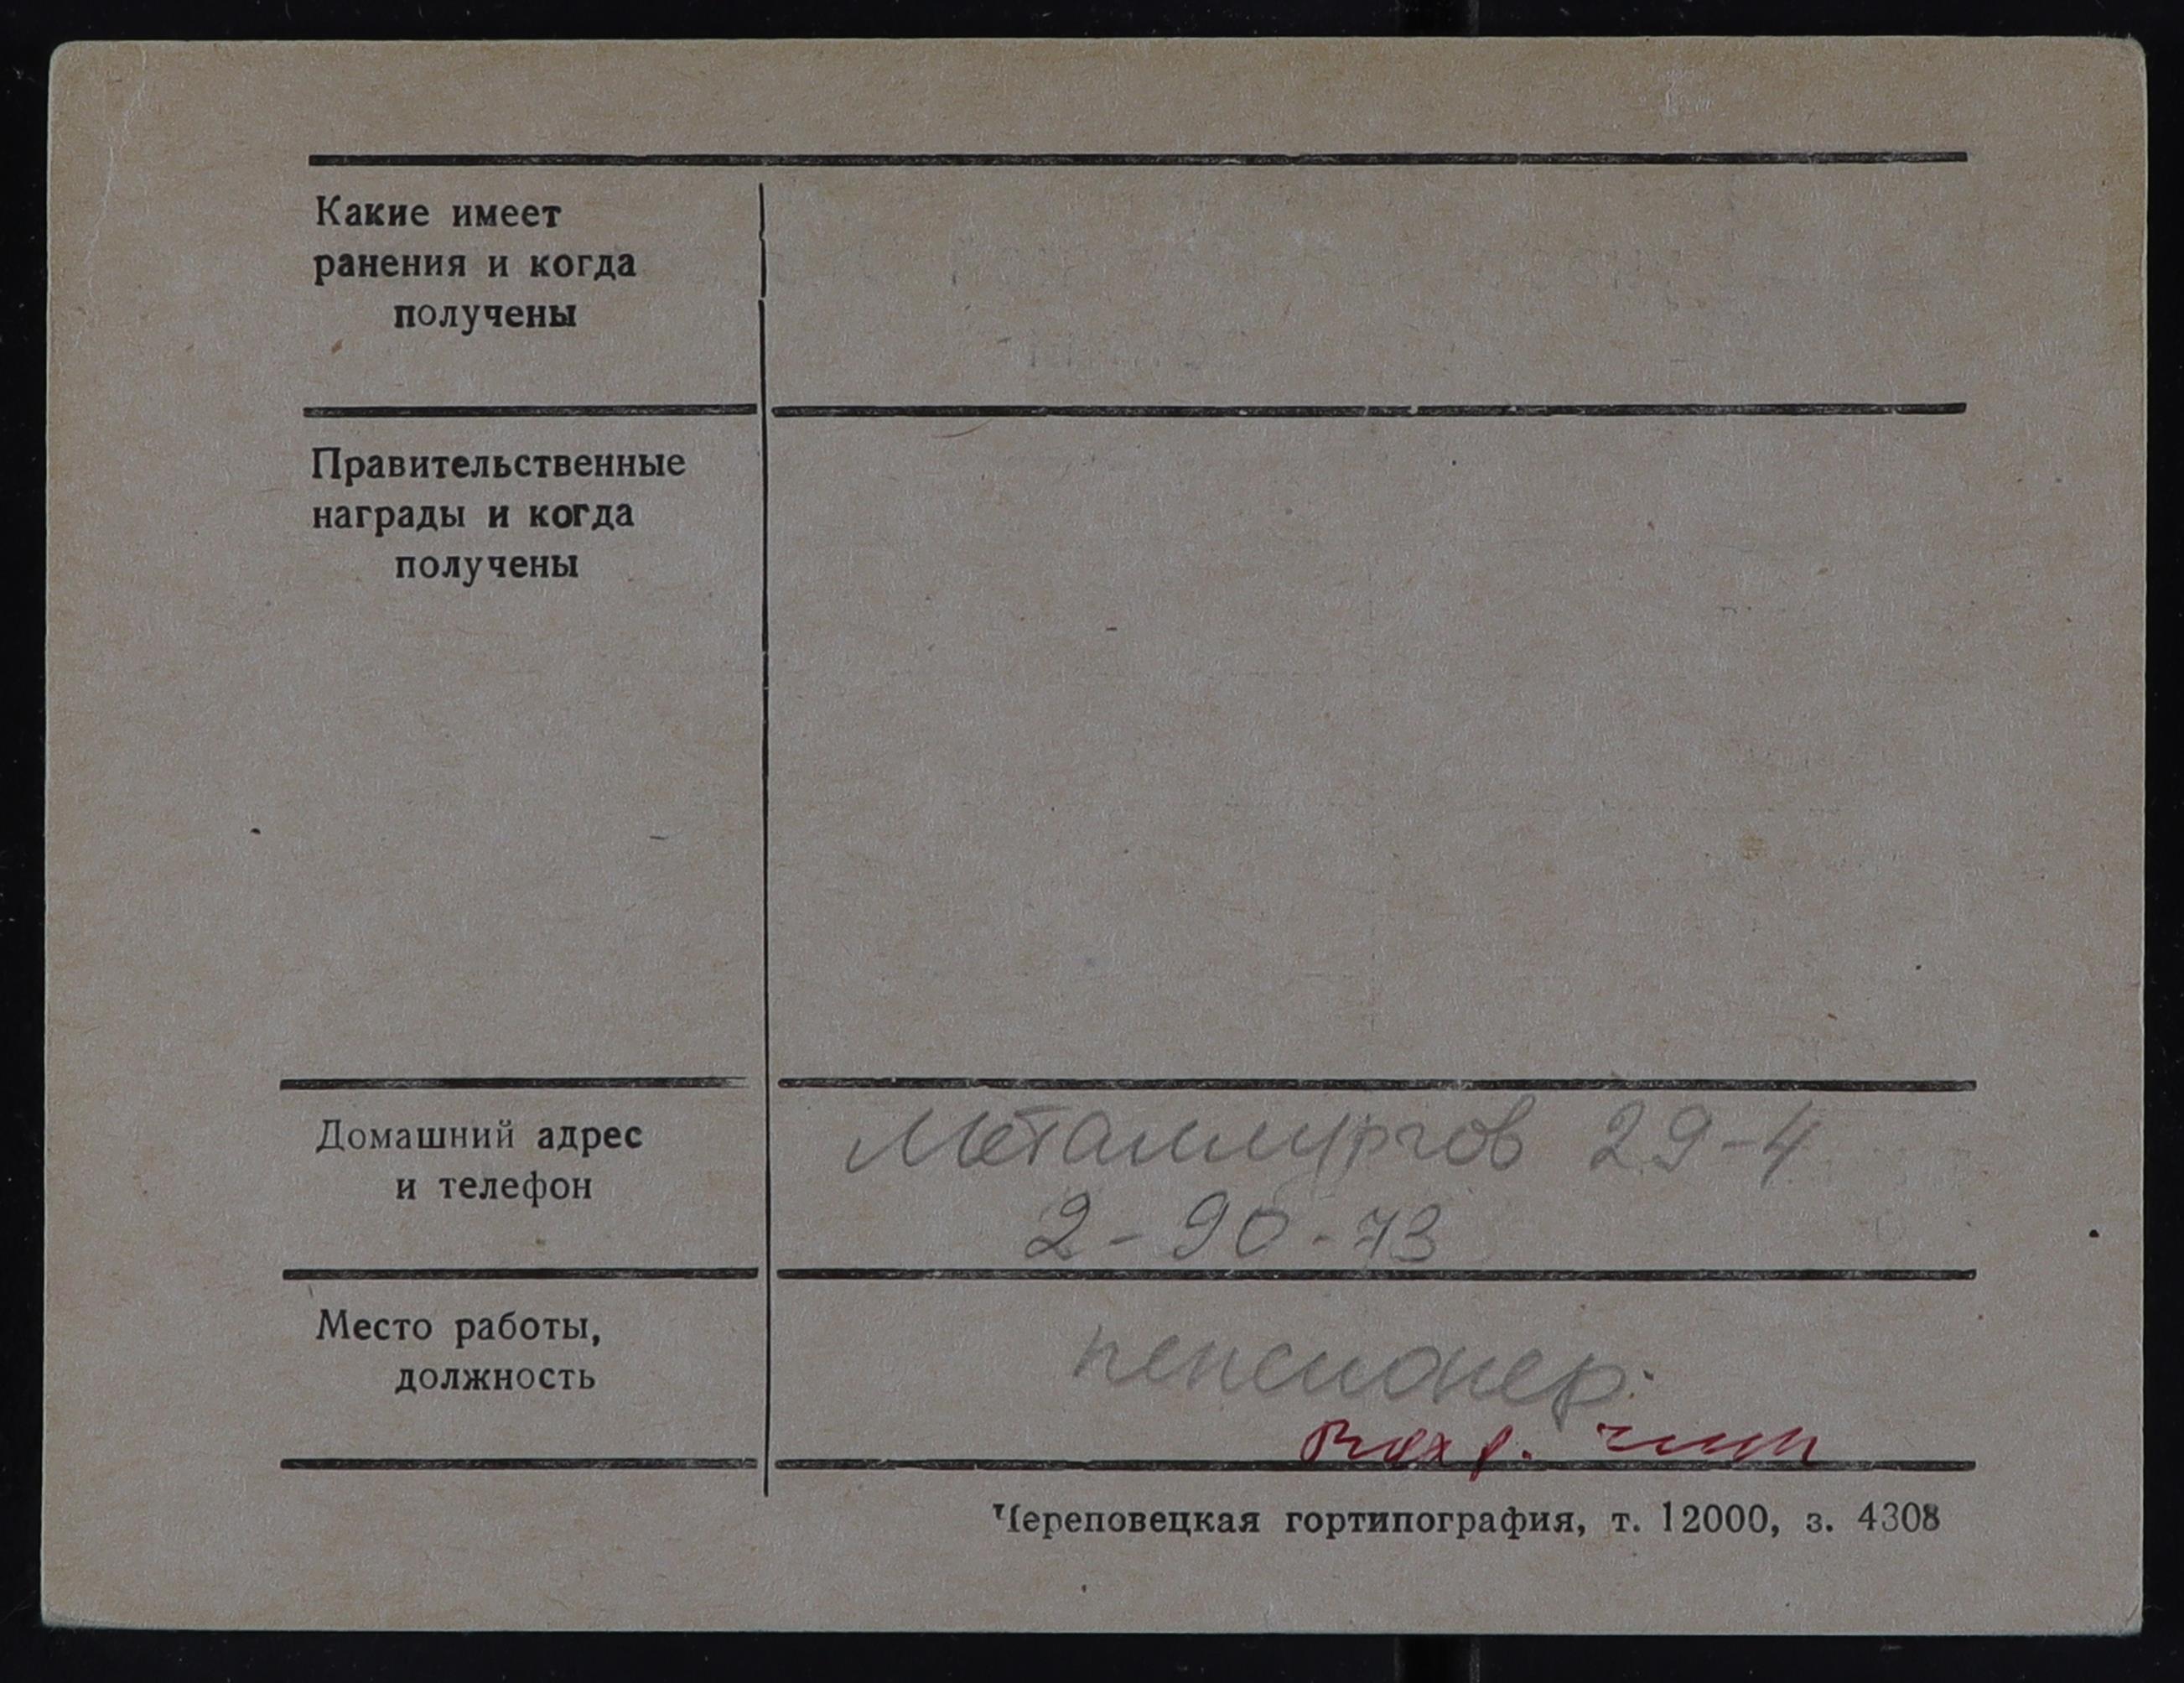 Какие имеет
ранения и когда
получены
Правительственные
награды и когда
получены
Домашний адрес
и телефон
Металлургов 29-4
2-90-73
Место работы,
должность
пенсионер.
Череповецкая гортипография, т. 12000, з. 4308